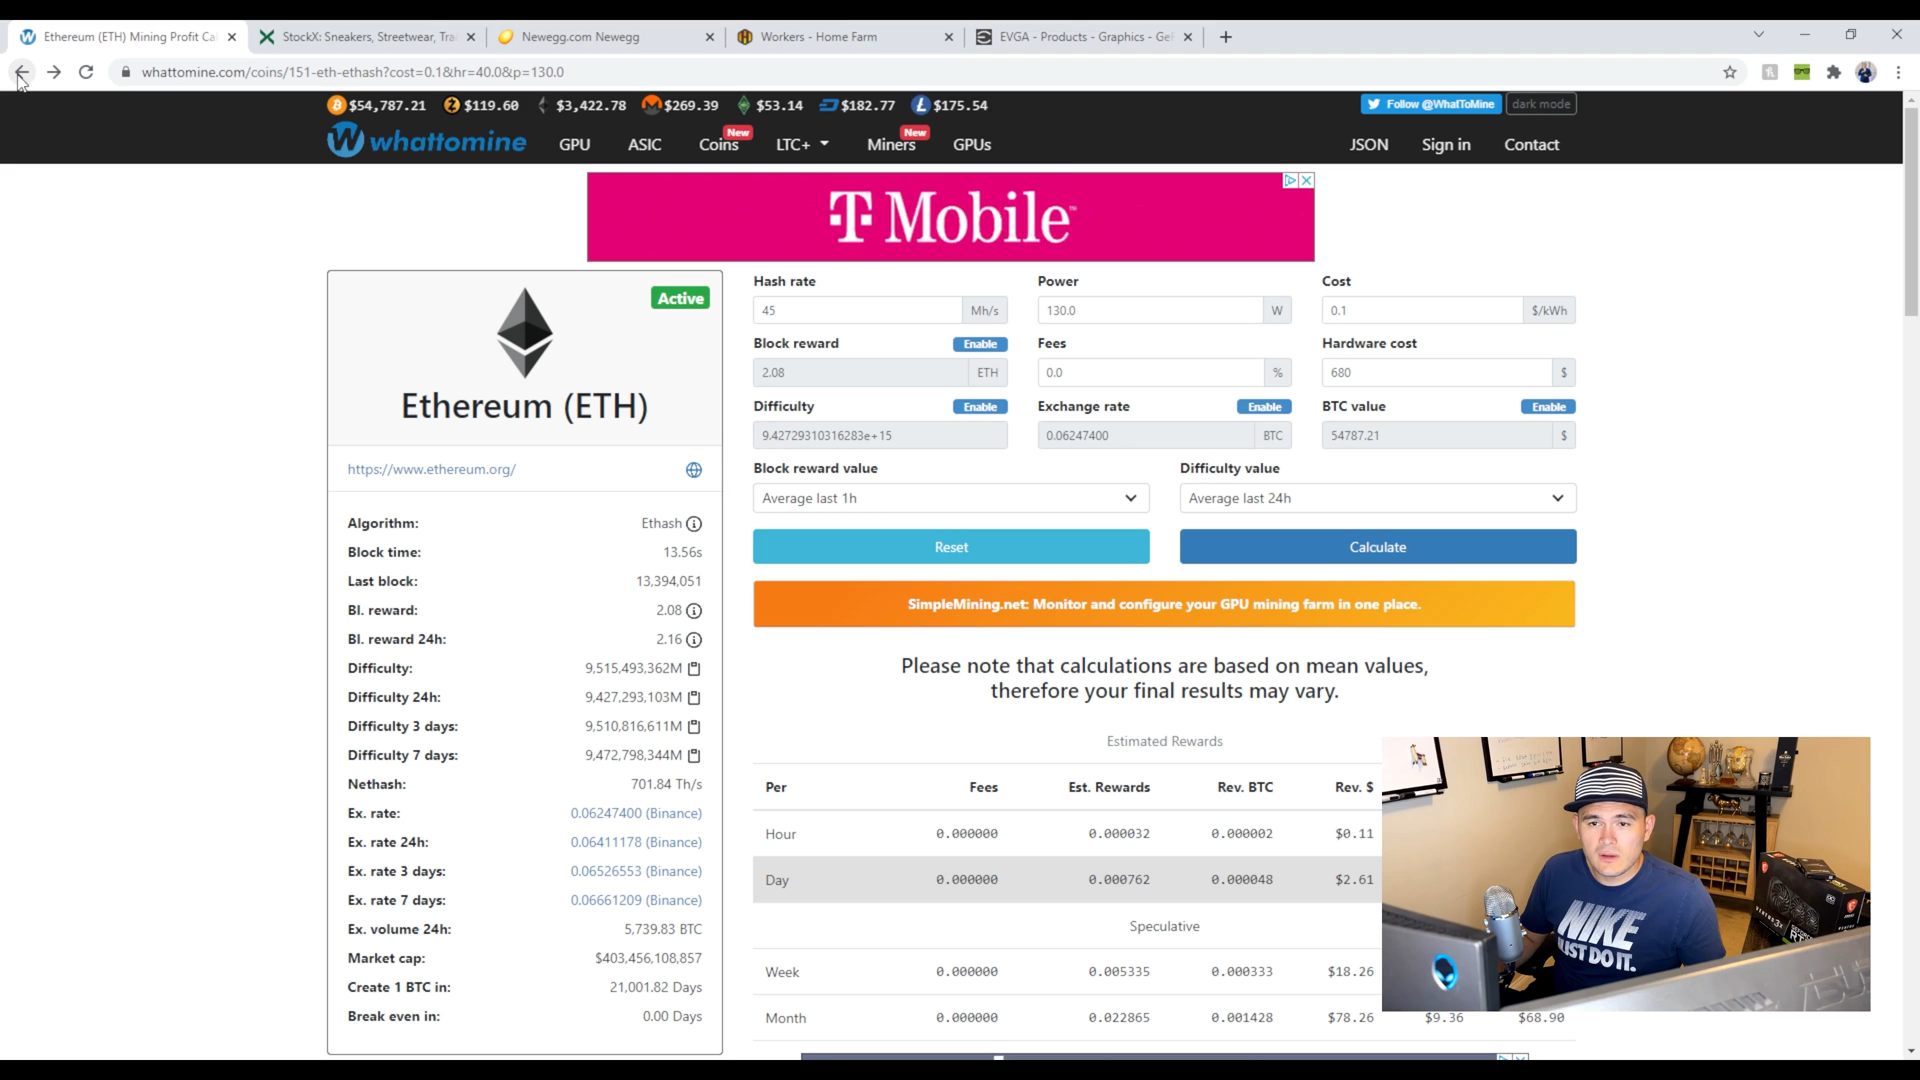 Ethereum (ETH) Mining Profit Ca
StockX: Sneakers, Streetwear, Tra
Newegg.com Newegg
Workers - Home Farm
EVGA - Products - Graphics - GeF
whattomine.com/coins/151-eth-ethash?cost=0.1&hr=40.0&p=130.0
$54,787.21 $119.60 $3,422.78 $269.39 $53.14 $182.77 $175.54
Follow @WhatToMine dark mode
whattomine GPU ASIC Coins New LTC+ Miners New GPUs JSON Sign in Contact
T Mobile
Active
Ethereum (ETH)
https://www.ethereum.org/
Algorithm: Ethash
Block time: 13.56s
Last block: 13,394,051
Bl. reward: 2.08
Bl. reward 24h: 2.16
Difficulty: 9,515,493,362M
Difficulty 24h: 9,427,293,103M
Difficulty 3 days: 9,510,816,611M
Difficulty 7 days: 9,472,798,344M
Nethash: 701.84 Th/s
Ex. rate: 0.06247400 (Binance)
Ex. rate 24h: 0.06411178 (Binance)
Ex. rate 3 days: 0.06526553 (Binance)
Ex. rate 7 days: 0.06661209 (Binance)
Ex. volume 24h: 5,739.83 BTC
Market cap: $403,456,108,857
Create 1 BTC in: 21,001.82 Days
Break even in: 0.00 Days
Hash rate Power Cost
45 Mh/s 130.0 W 0.1 $/kWh
Block reward Enable Fees Hardware cost
2.08 ETH 0.0 % 680 $
Difficulty Enable Exchange rate Enable BTC value Enable
9.42729310316283e+15 0.06247400 BTC 54787.21 $
Block reward value Difficulty value
Average last 1h Average last 24h
Reset Calculate
SimpleMining.net: Monitor and configure your GPU mining farm in one place.
Please note that calculations are based on mean values,
therefore your final results may vary.
Estimated Rewards
Per Fees Est. Rewards Rev. BTC Rev. $
Hour 0.000000 0.000032 0.000002 $0.11
Day 0.000000 0.000762 0.000048 $2.61
Speculative
Week 0.000000 0.005335 0.000333 $18.26
Month 0.000000 0.022865 0.001428 $78.26 $9.36 $68.90
NIKE
JUST DO IT.